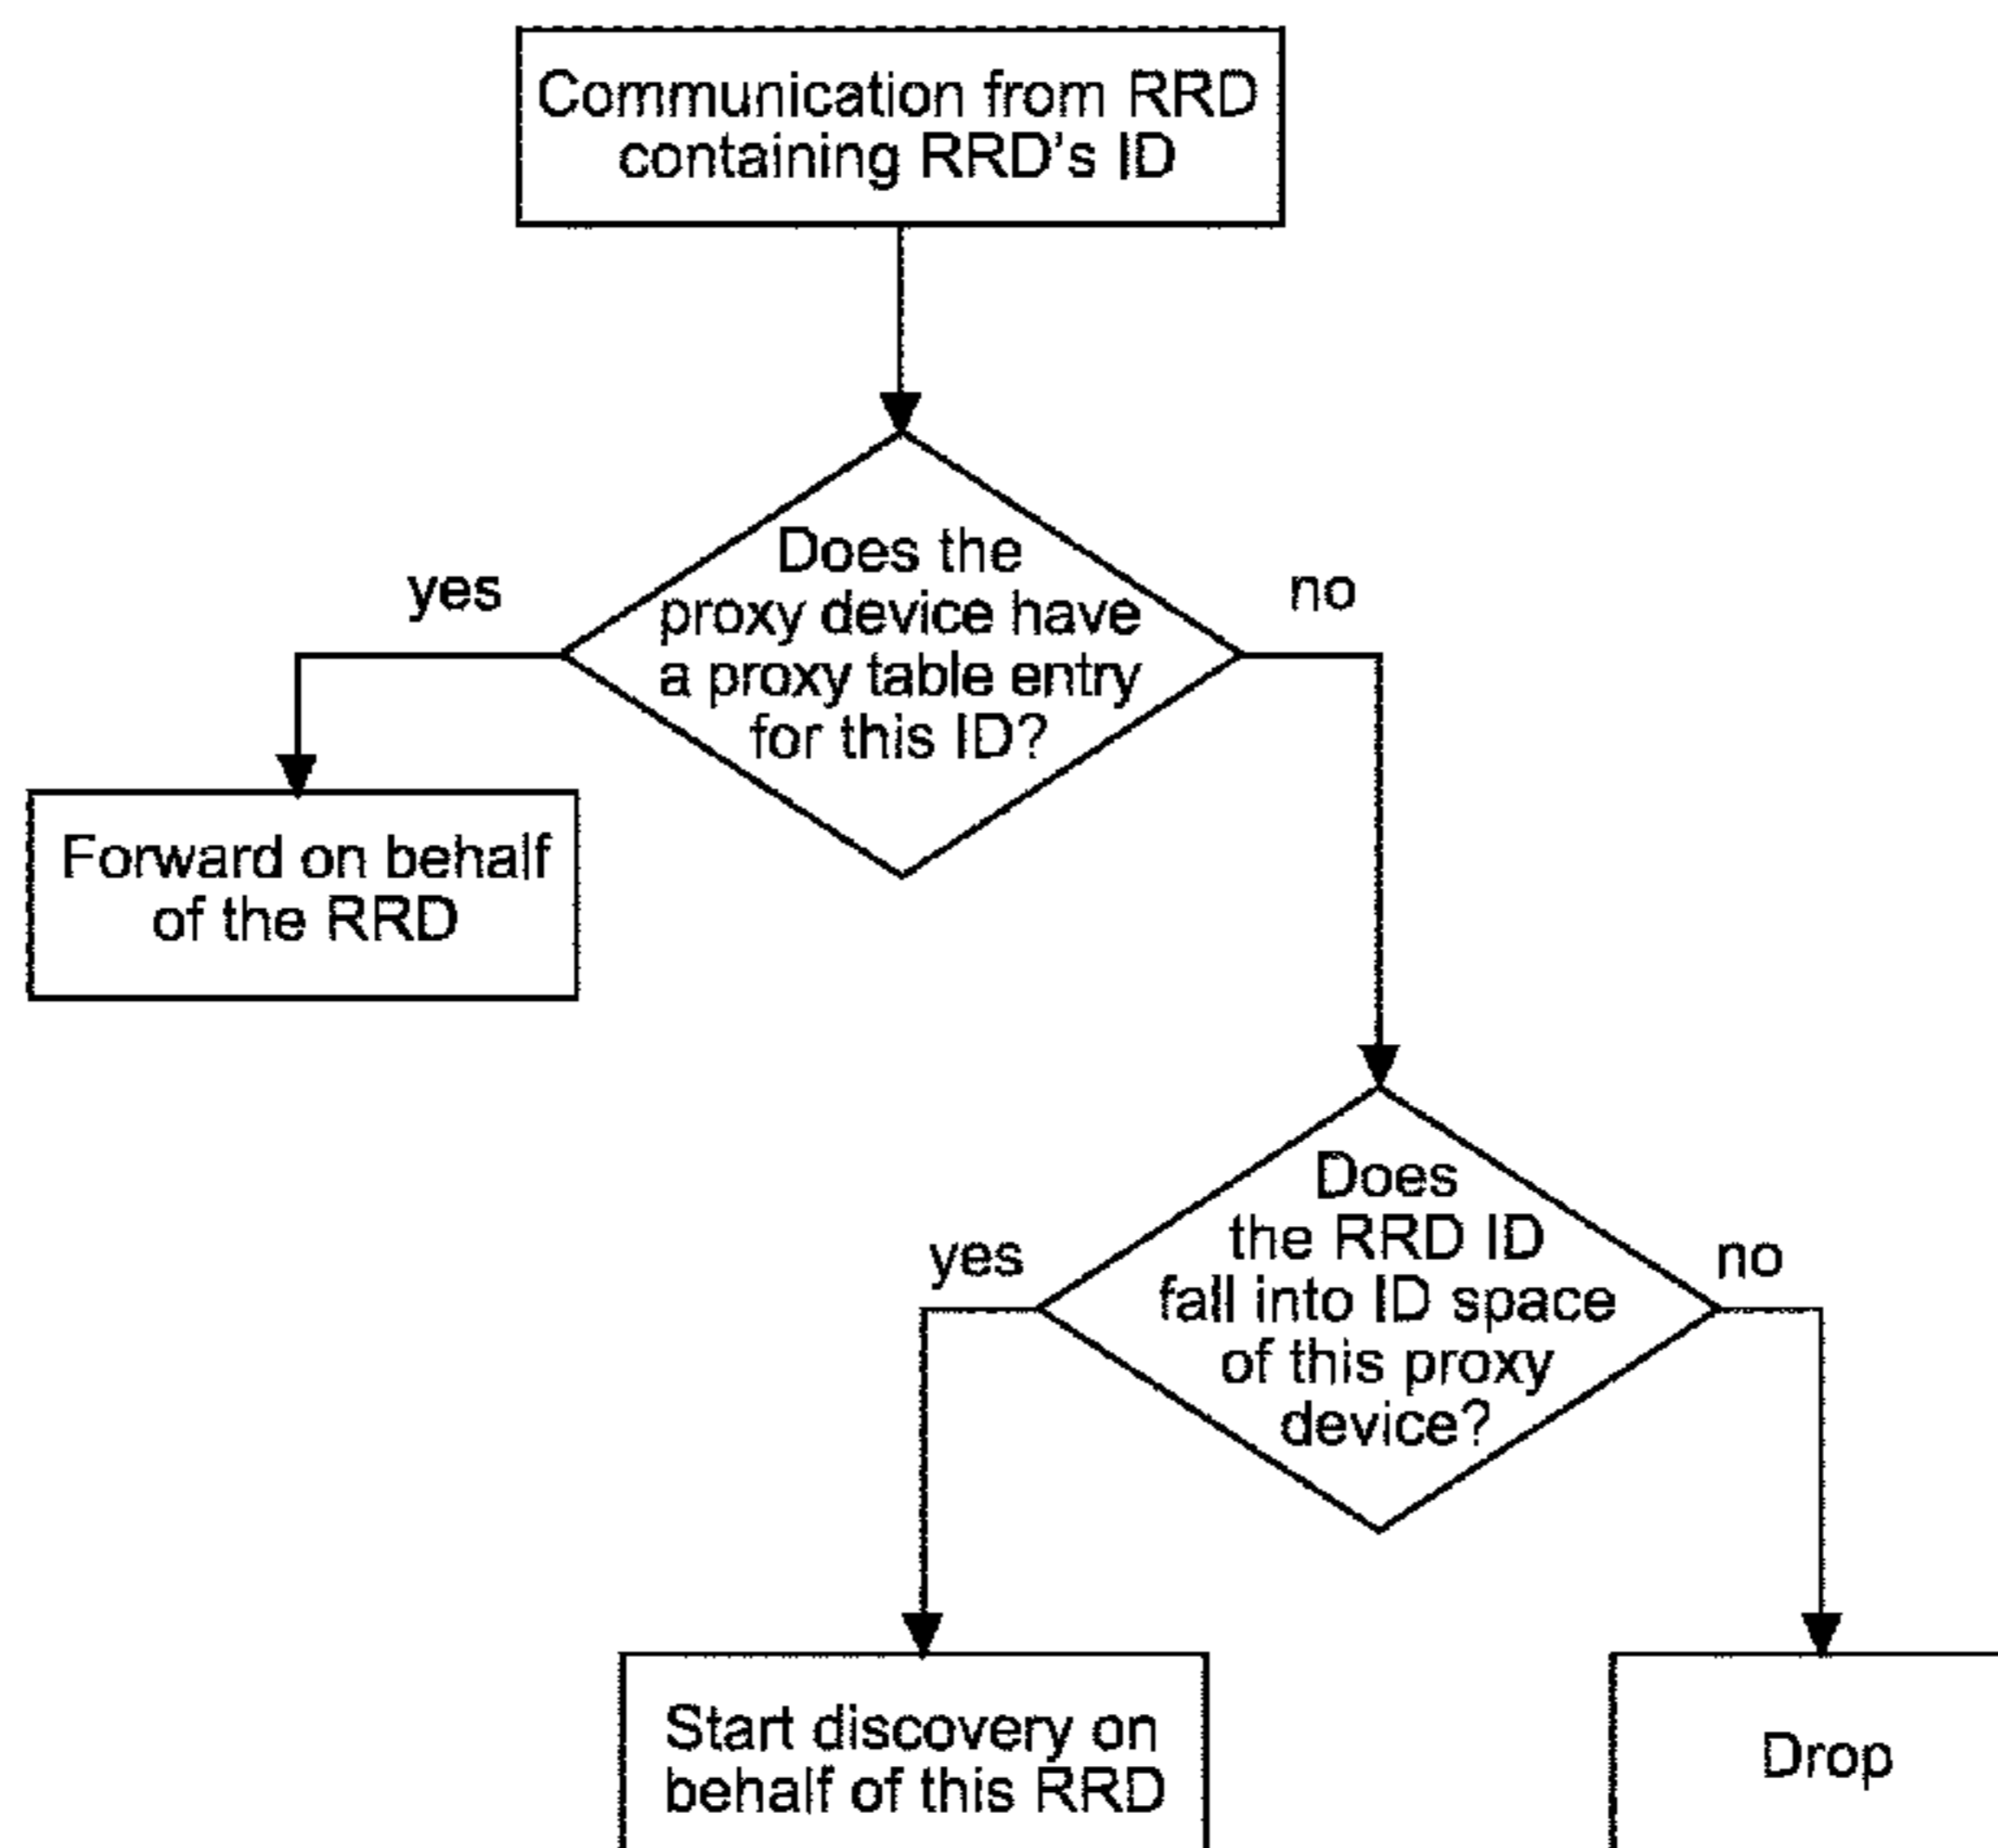 Communication from RRD
containing RRD's ID
Does the
proxy device have
a proxy table entry
for this ID?
yes
no
Forward on behalf
of the RRD
Does
the RRD ID
fall into ID space
of this proxy
device?
yes
no
Start discovery on
behalf of this RRD
Drop